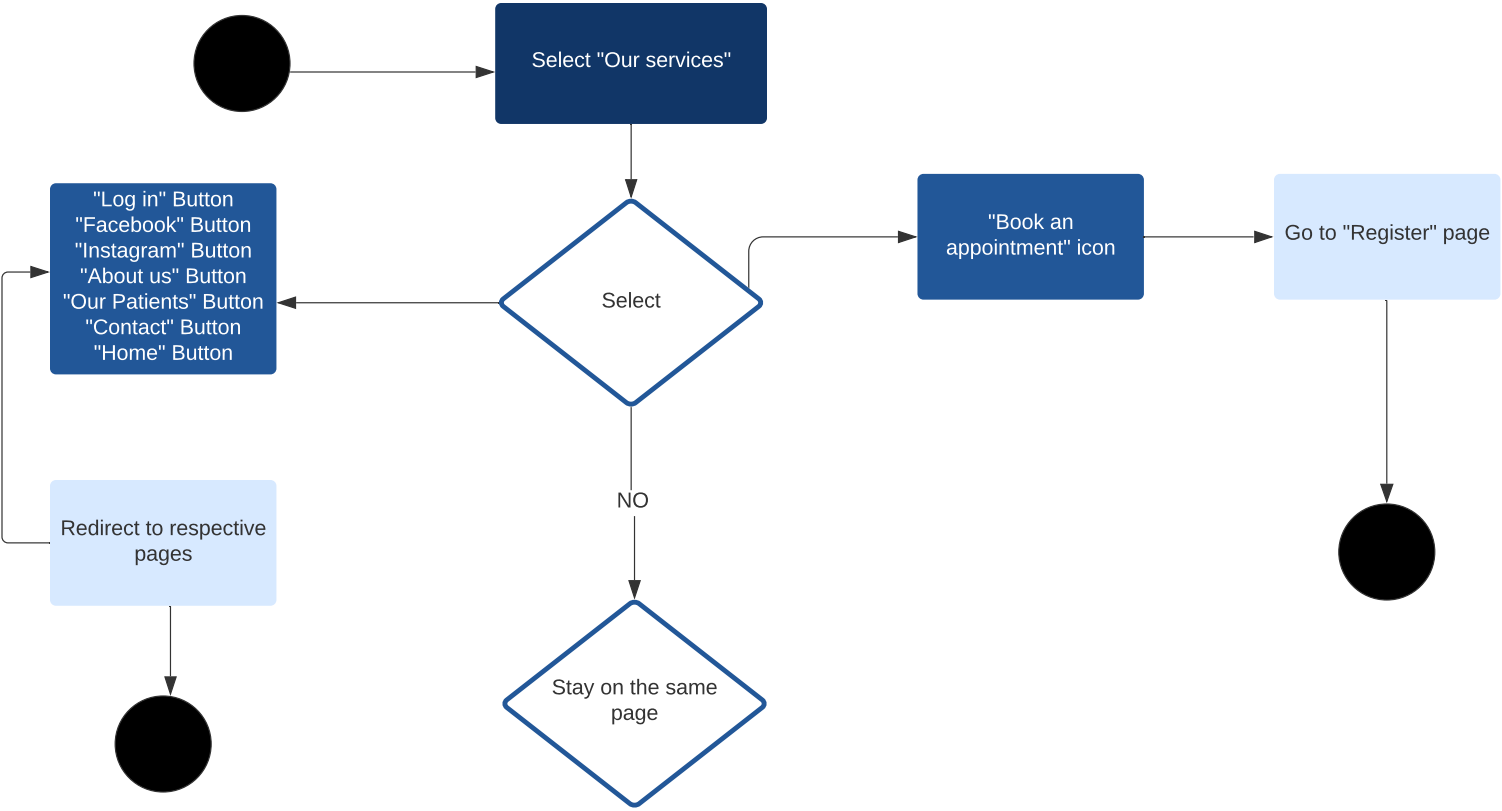 Select "Our services"
"Log in" Button
"Facebook" Button
"Instagram" Button
"About us" Button
"Our Patients" Button
"Contact" Button
"Home" Button
Select
"Book an
appointment" icon
Go to "Register" page
NO
Redirect to respective
pages
Stay on the same
page